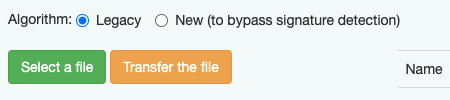 Algorithm: Legacy New (to bypass signature detection)
Select a file Transfer the file Name